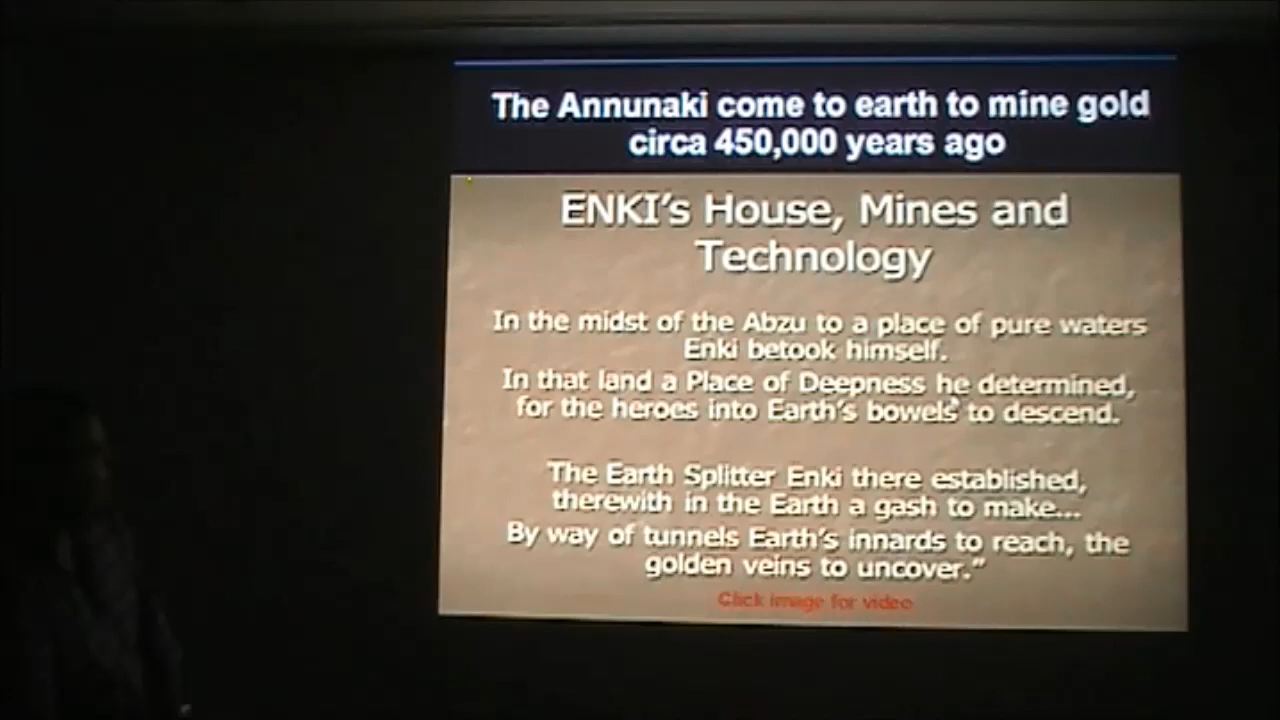 The Annunaki come to earth to mine gold
circa 450,000 years ago
ENKI's House, Mines and
Technology
In the midst of the Abzu to a place of pure waters
Enki betook himself.
In that land a Place of Deepness he determined,
for the heroes into Earth's bowels to descend.
The Earth Splitter Enki there established,
therewith in the Earth a gash to make...
By way of tunnels Earth's innards to reach, the
golden veins to uncover."
Click image for video